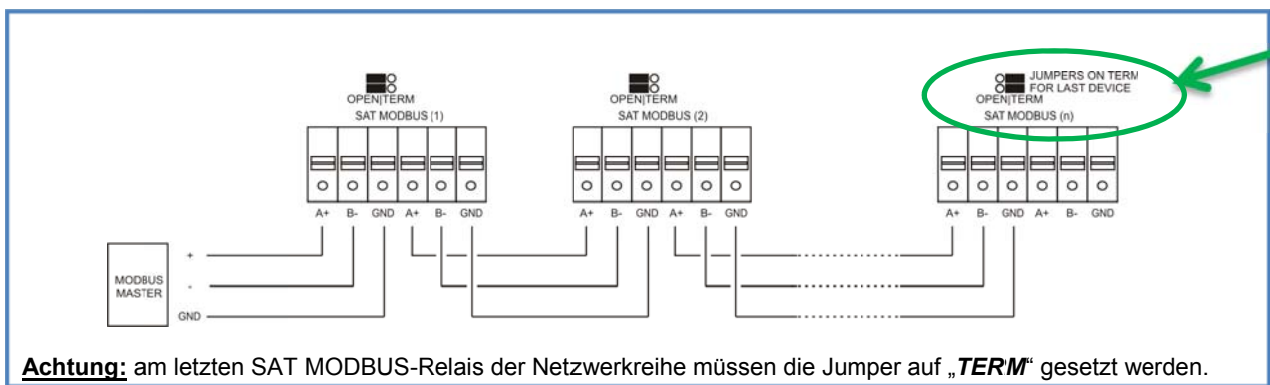 JUMPERS ON TERM
FOR LAST DEVICE
OPEN|TERM OPEN|TERM OPEN|TERM
SAT MODBUS (1) SAT MODBUS (2) SAT MODBUS (n)
A+ B- GND A+ B- GND A+ B- GND A+ B- GND A+ B- GND A+ B- GND
+
MODBUS
MASTER
-
GND
Achtung: am letzten SAT MODBUS-Relais der Netzwerkreihe müssen die Jumper auf „TERM“ gesetzt werden.